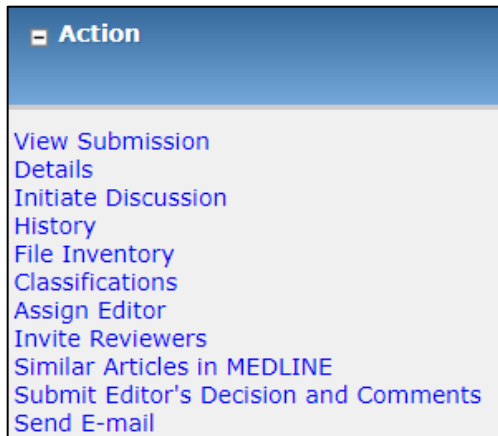 Action
View Submission
Details
Initiate Discussion
History
File Inventory
Classifications
Assign Editor
Invite Reviewers
Similar Articles in MEDLINE
Submit Editor's Decision and Comments
Send E-mail